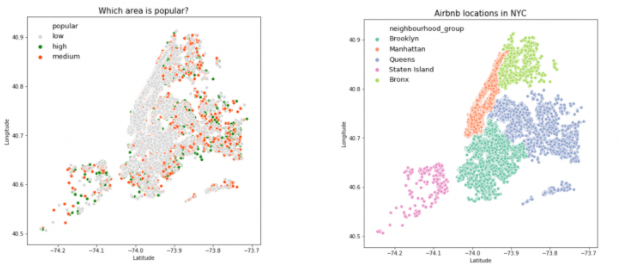 Which area is popular?
popular
low
high
medium
40.9
40.8
40.7
40.6
40.5
Longitude
−74.2
−74.1
−74.0
−73.9
−73.8
−73.7
Latitude
Airbnb locations in NYC
neighbourhood_group
Brooklyn
Manhattan
Queens
Staten Island
Bronx
40.9
40.8
40.7
40.6
40.5
Longitude
−74.2
−74.1
−74.0
−73.9
−73.8
−73.7
Latitude